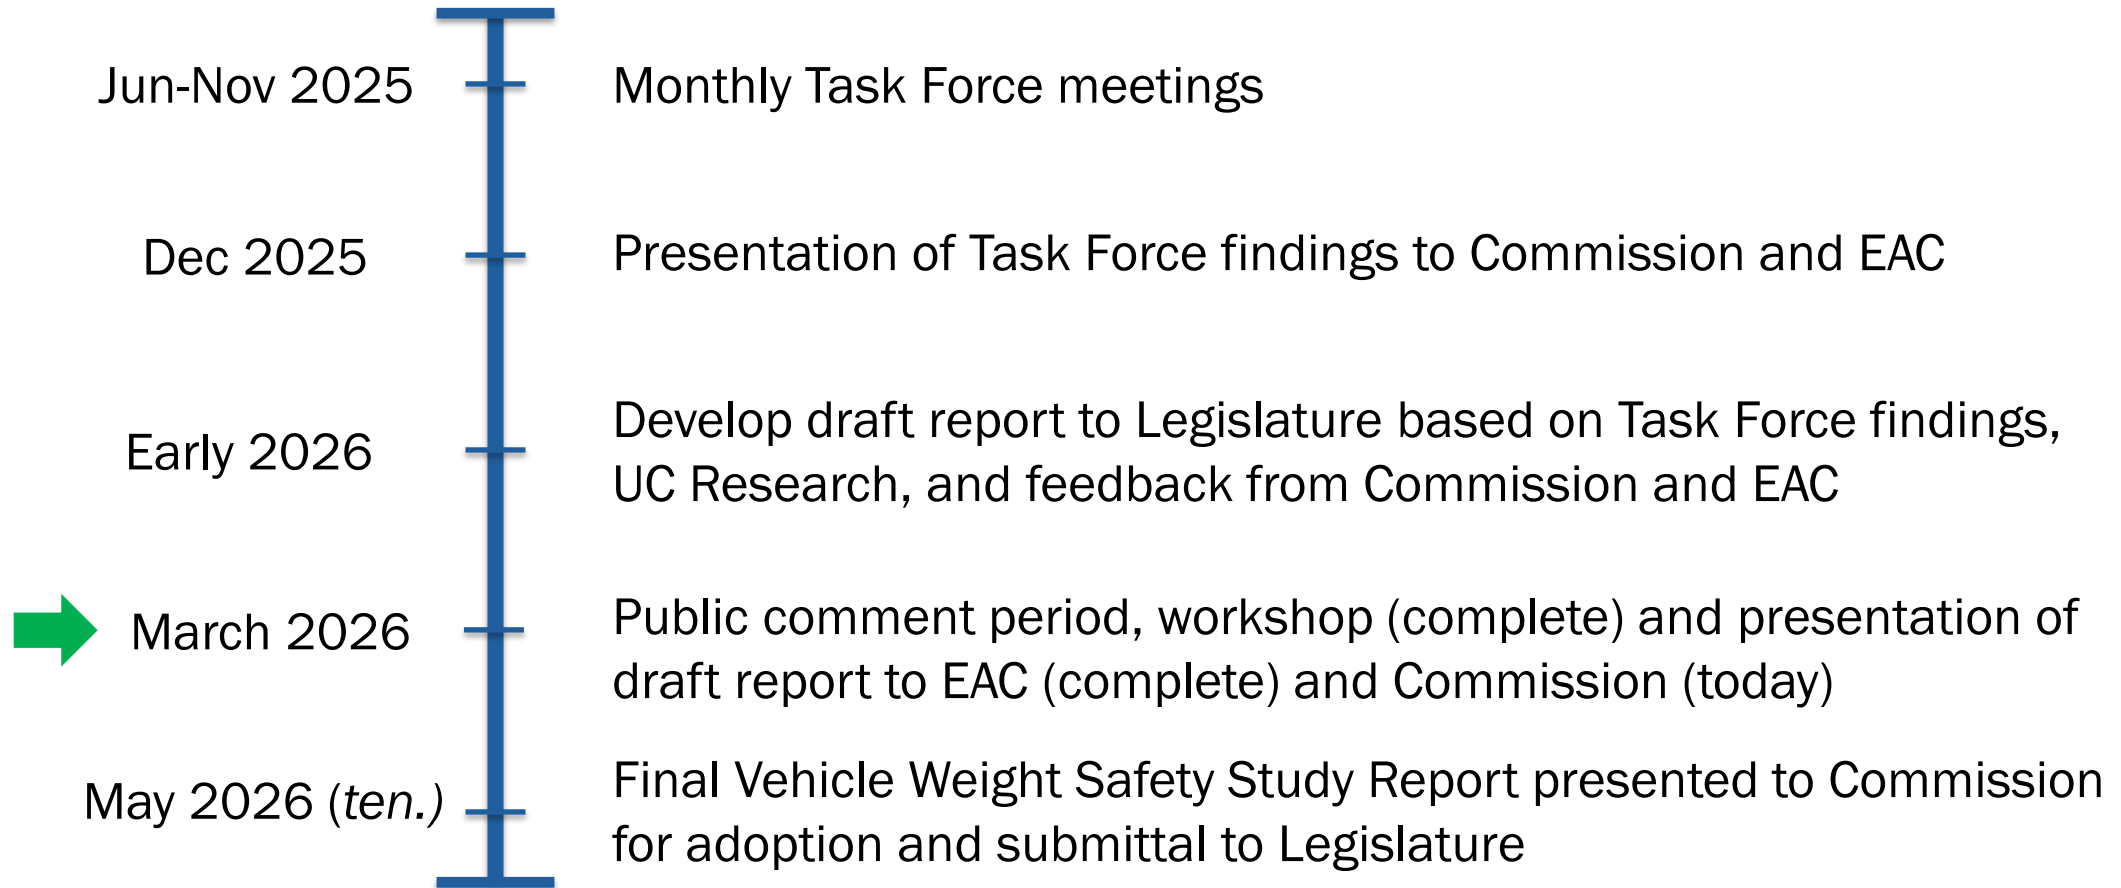 Jun-Nov 2025
Monthly Task Force meetings
Dec 2025
Presentation of Task Force findings to Commission and EAC
Early 2026
Develop draft report to Legislature based on Task Force findings,
UC Research, and feedback from Commission and EAC
March 2026
Public comment period, workshop (complete) and presentation of
draft report to EAC (complete) and Commission (today)
May 2026 (ten.)
Final Vehicle Weight Safety Study Report presented to Commission
for adoption and submittal to Legislature